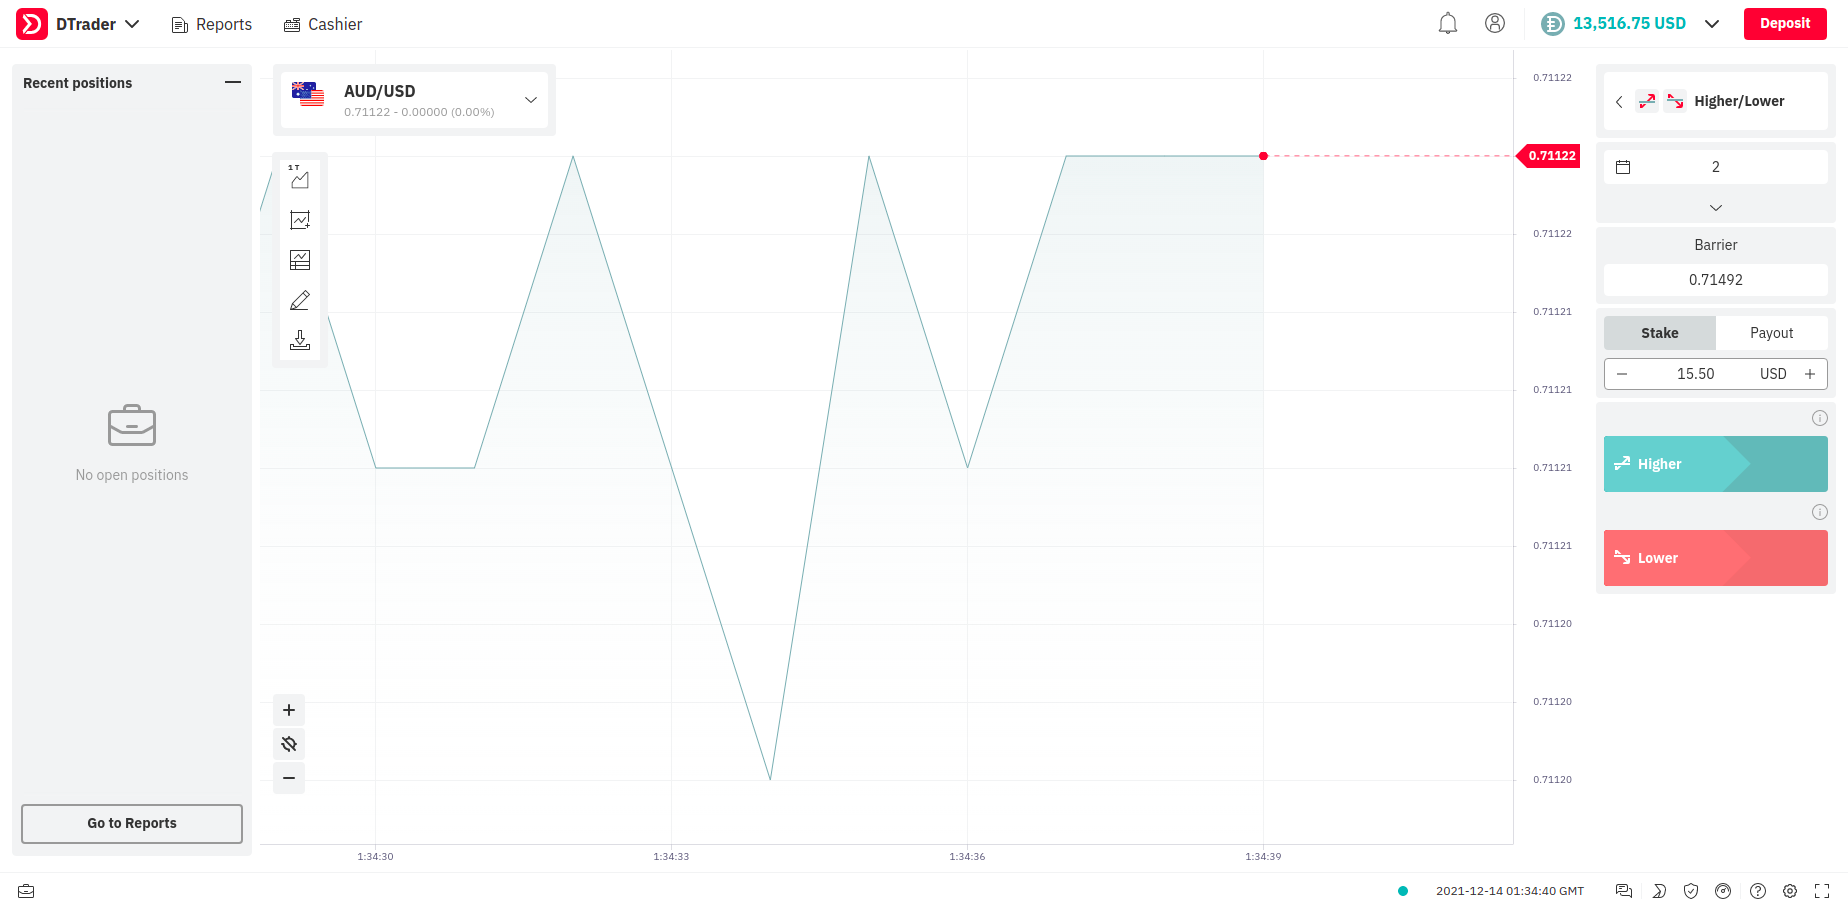 DTrader
Reports
Cashier
13,516.75 USD
Deposit
Recent positions
No open positions
Go to Reports
AUD/USD
0.71122 - 0.00000 (0.00%)
1T
0.71122
0.71122
0.71122
0.71121
0.71121
0.71121
0.71121
0.71120
0.71120
0.71120
1:34:30
1:34:33
1:34:36
1:34:39
Higher/Lower
2
Barrier
0.71492
Stake
Payout
15.50
USD
Higher
Lower
2021-12-14 01:34:40 GMT